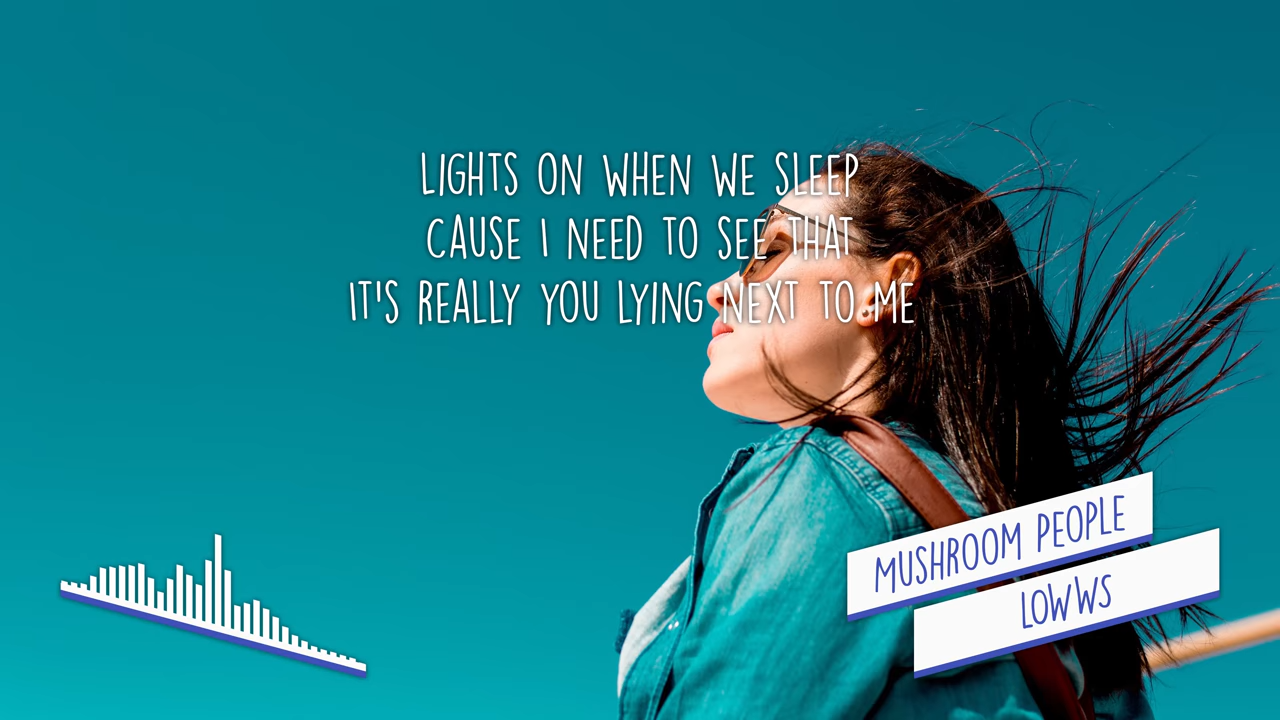 LIGHTS ON WHEN WE SLEEP
CAUSE I NEED TO SEE THAT
IT'S REALLY YOU LYING NEXT TO ME
MUSHROOM PEOPLE
LOWWS